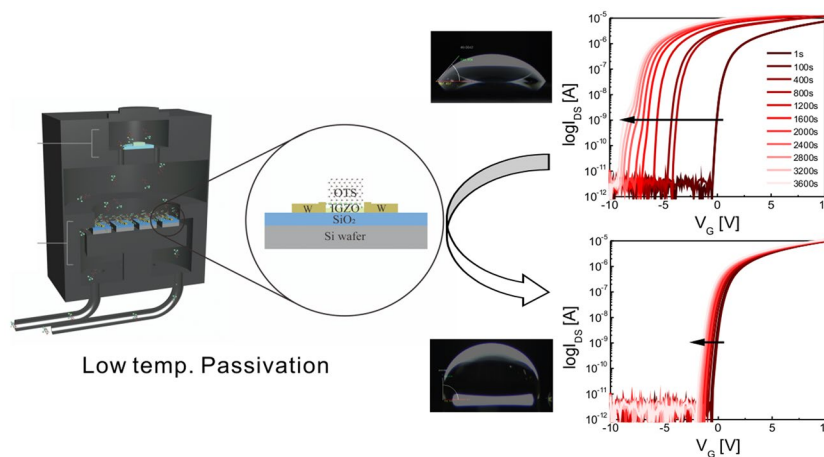 Low temp. Passivation
OTS
W
IGZO
W
SiO₂
Si wafer
logI_DS [A]
10⁻⁵
10⁻⁶
10⁻⁷
10⁻⁸
10⁻⁹
10⁻¹⁰
10⁻¹¹
10⁻¹²
1s
100s
400s
800s
1200s
1600s
2000s
2400s
2800s
3200s
3600s
-10
-5
0
5
10
V_G [V]
logI_DS [A]
10⁻⁵
10⁻⁶
10⁻⁷
10⁻⁸
10⁻⁹
10⁻¹⁰
10⁻¹¹
10⁻¹²
-10
-5
0
5
10
V_G [V]